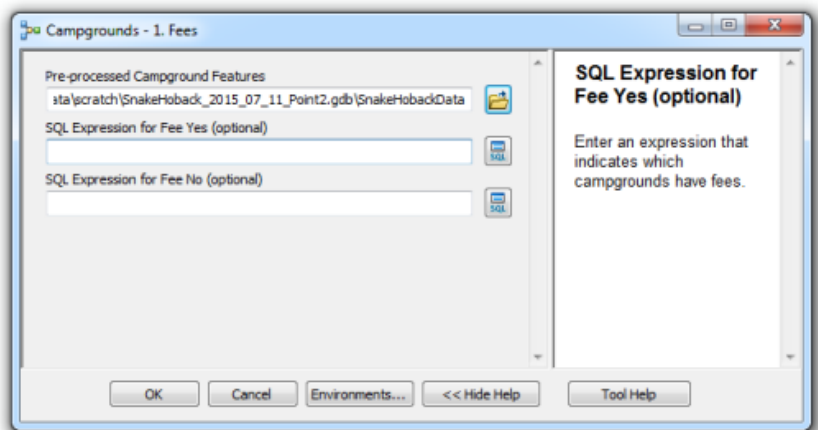 Campgrounds - 1. Fees
Pre-processed Campground Features
ata\scratch\SnakeHoback_2015_07_11_Point2.gdb\SnakeHobackData
SQL Expression for Fee Yes (optional)
SQL
SQL Expression for Fee No (optional)
SQL
SQL Expression for
Fee Yes (optional)
Enter an expression that
indicates which
campgrounds have fees.
OK
Cancel
Environments...
<< Hide Help
Tool Help